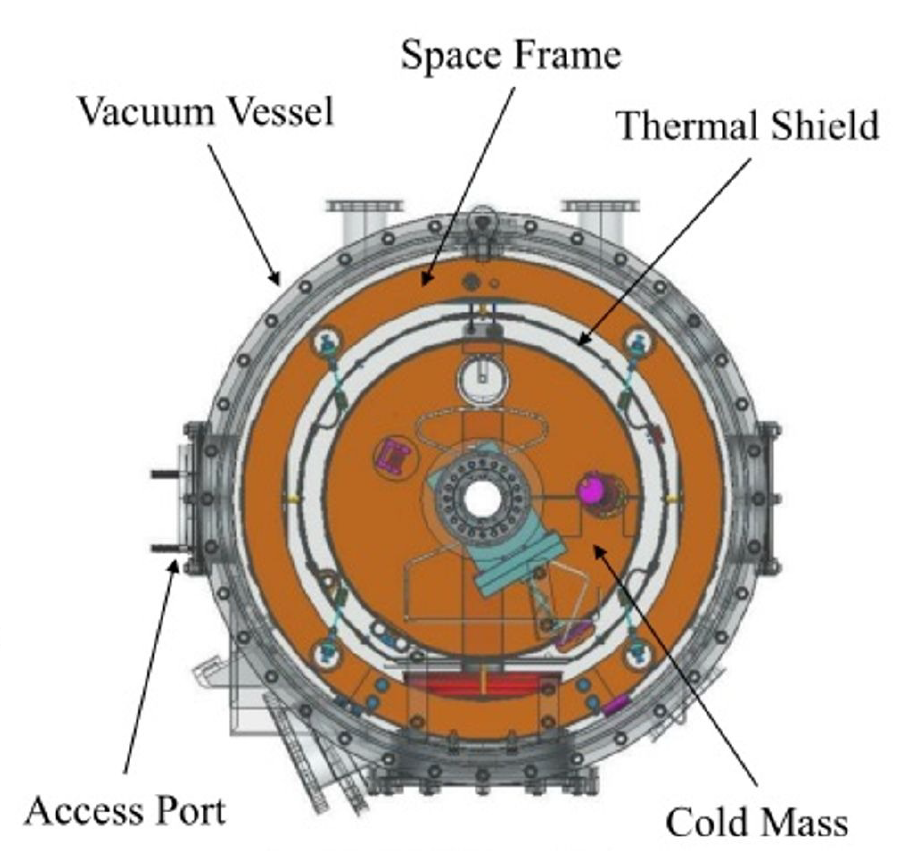 Space Frame
Vacuum Vessel
Thermal Shield
Access Port
Cold Mass